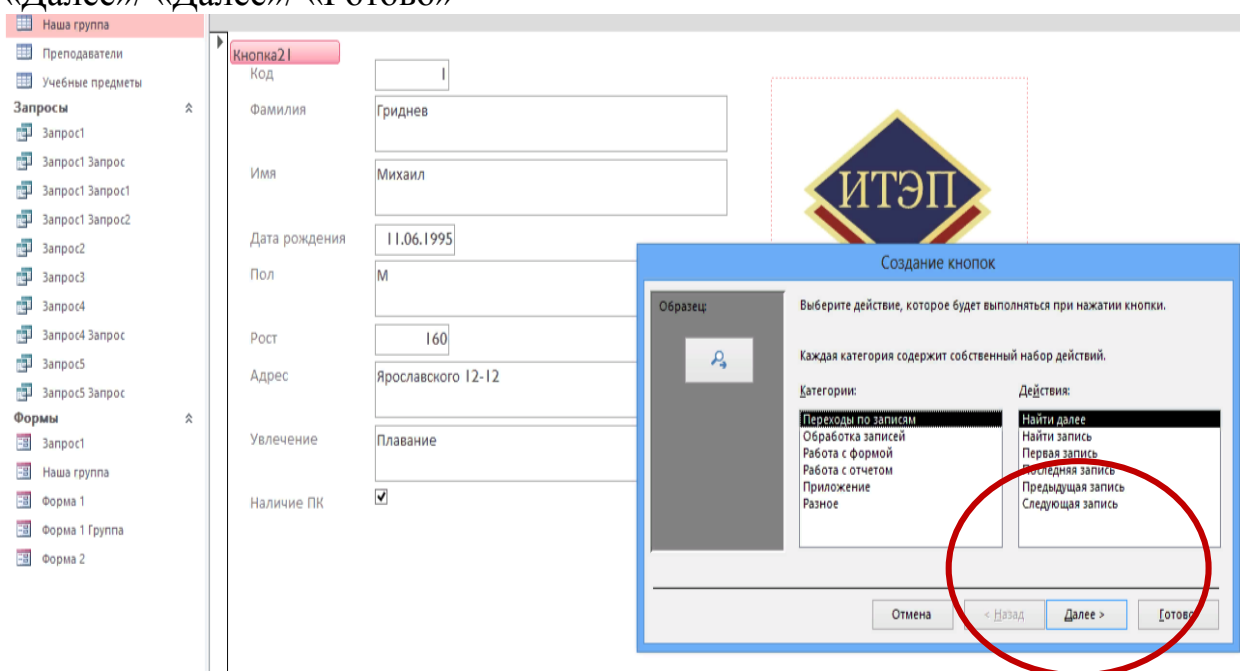 «Далее»/ «Далее»/ «Готово»
Наша группа
Преподаватели
Учебные предметы
Запросы
Запрос1
Запрос1 Запрос
Запрос1 Запрос1
Запрос1 Запрос2
Запрос2
Запрос3
Запрос4
Запрос4 Запрос
Запрос5
Запрос5 Запрос
Формы
Запрос1
Наша группа
Форма 1
Форма 1 Группа
Форма 2
Кнопка21
Код 1
Фамилия Гриднев
Имя Михаил
Дата рождения 11.06.1995
Пол М
Рост 160
Адрес Ярославского 12-12
Увлечение Плавание
Наличие ПК
ИТЭП
Создание кнопок
Образец:
Выберите действие, которое будет выполняться при нажатии кнопки.
Каждая категория содержит собственный набор действий.
Категории:
Переходы по записям
Обработка записей
Работа с формой
Работа с отчетом
Приложение
Разное
Действия:
Найти далее
Найти запись
Первая запись
Последняя запись
Предыдущая запись
Следующая запись
Отмена
< Назад
Далее >
Готово